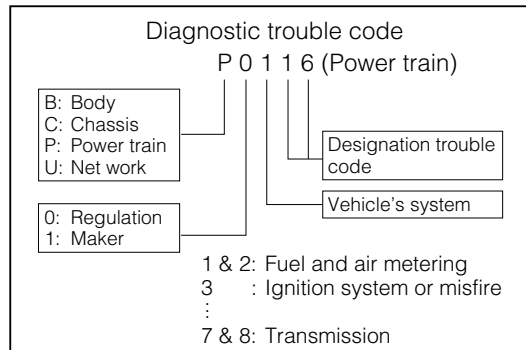 Diagnostic trouble code
P 0 1 1 6 (Power train)
B: Body
C: Chassis
P: Power train
U: Net work
Designation trouble
code
Vehicle's system
0: Regulation
1: Maker
1 & 2: Fuel and air metering
3 : Ignition system or misfire
⋮
7 & 8: Transmission